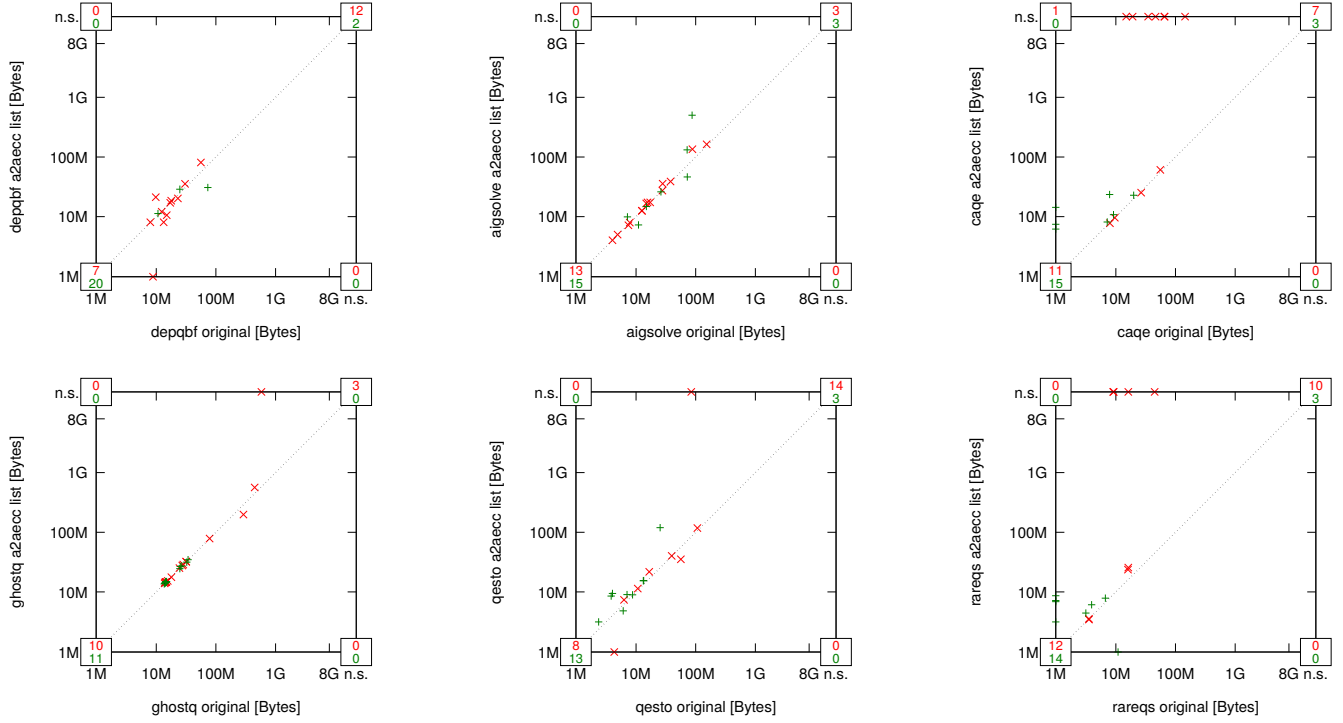 n.s. 0 0 12 2
8G
1G
100M
10M
1M 7 20 0 0
1M 10M 100M 1G 8G n.s.
depqbf original [Bytes]
depqbf a2aecc list [Bytes]
n.s. 0 0 3 3
8G
1G
100M
10M
1M 13 15 0 0
1M 10M 100M 1G 8G n.s.
aigsolve original [Bytes]
aigsolve a2aecc list [Bytes]
n.s. 1 0 7 3
8G
1G
100M
10M
1M 11 15 0 0
1M 10M 100M 1G 8G n.s.
caqe original [Bytes]
caqe a2aecc list [Bytes]
n.s. 0 0 3 0
8G
1G
100M
10M
1M 10 11 0 0
1M 10M 100M 1G 8G n.s.
ghostq original [Bytes]
ghostq a2aecc list [Bytes]
n.s. 0 0 14 3
8G
1G
100M
10M
1M 8 13 0 0
1M 10M 100M 1G 8G n.s.
qesto original [Bytes]
qesto a2aecc list [Bytes]
n.s. 0 0 10 3
8G
1G
100M
10M
1M 12 14 0 0
1M 10M 100M 1G 8G n.s.
rareqs original [Bytes]
rareqs a2aecc list [Bytes]